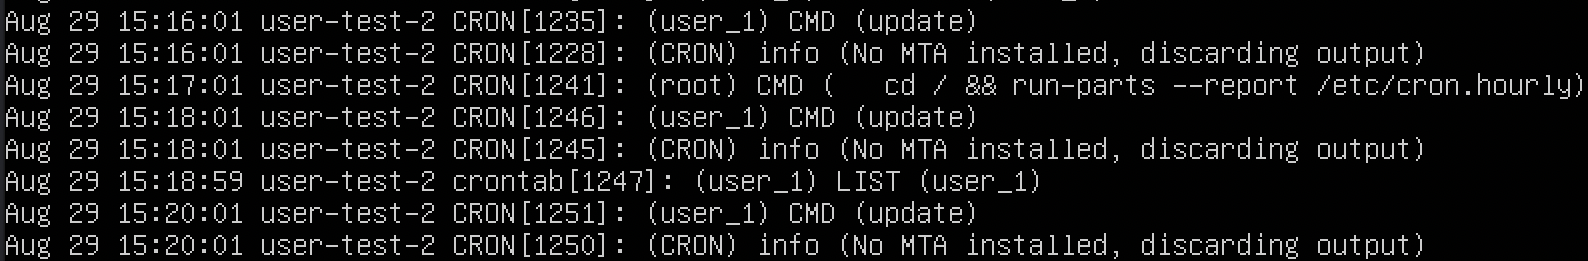 Aug 29 15:16:01 user-test-2 CRON[1235]: (user_1) CMD (update)
Aug 29 15:16:01 user-test-2 CRON[1228]: (CRON) info (No MTA installed, discarding output)
Aug 29 15:17:01 user-test-2 CRON[1241]: (root) CMD (   cd / && run-parts --report /etc/cron.hourly)
Aug 29 15:18:01 user-test-2 CRON[1246]: (user_1) CMD (update)
Aug 29 15:18:01 user-test-2 CRON[1245]: (CRON) info (No MTA installed, discarding output)
Aug 29 15:18:59 user-test-2 crontab[1247]: (user_1) LIST (user_1)
Aug 29 15:20:01 user-test-2 CRON[1251]: (user_1) CMD (update)
Aug 29 15:20:01 user-test-2 CRON[1250]: (CRON) info (No MTA installed, discarding output)